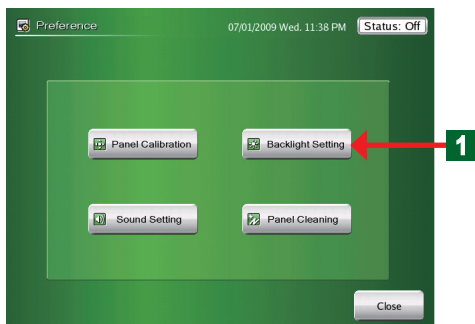 Preference
07/01/2009 Wed. 11:38 PM
Status: Off
Panel Calibration
Backlight Setting
1
Sound Setting
Panel Cleaning
Close